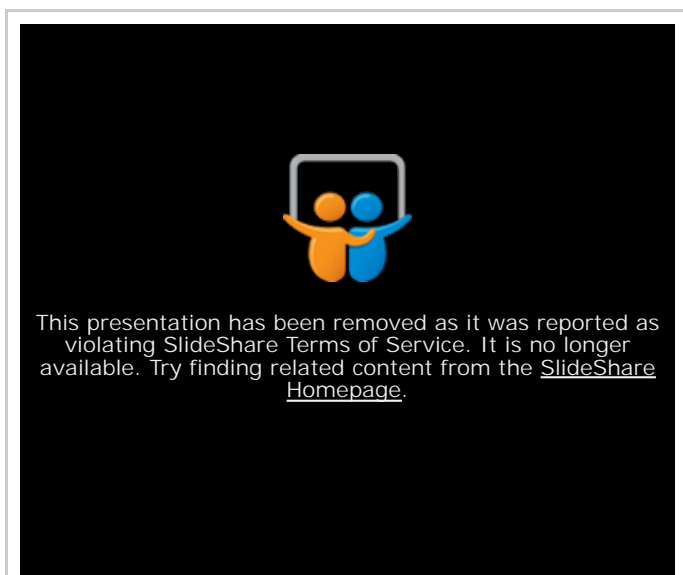 This presentation has been removed as it was reported as
violating SlideShare Terms of Service. It is no longer
available. Try finding related content from the SlideShare
Homepage.